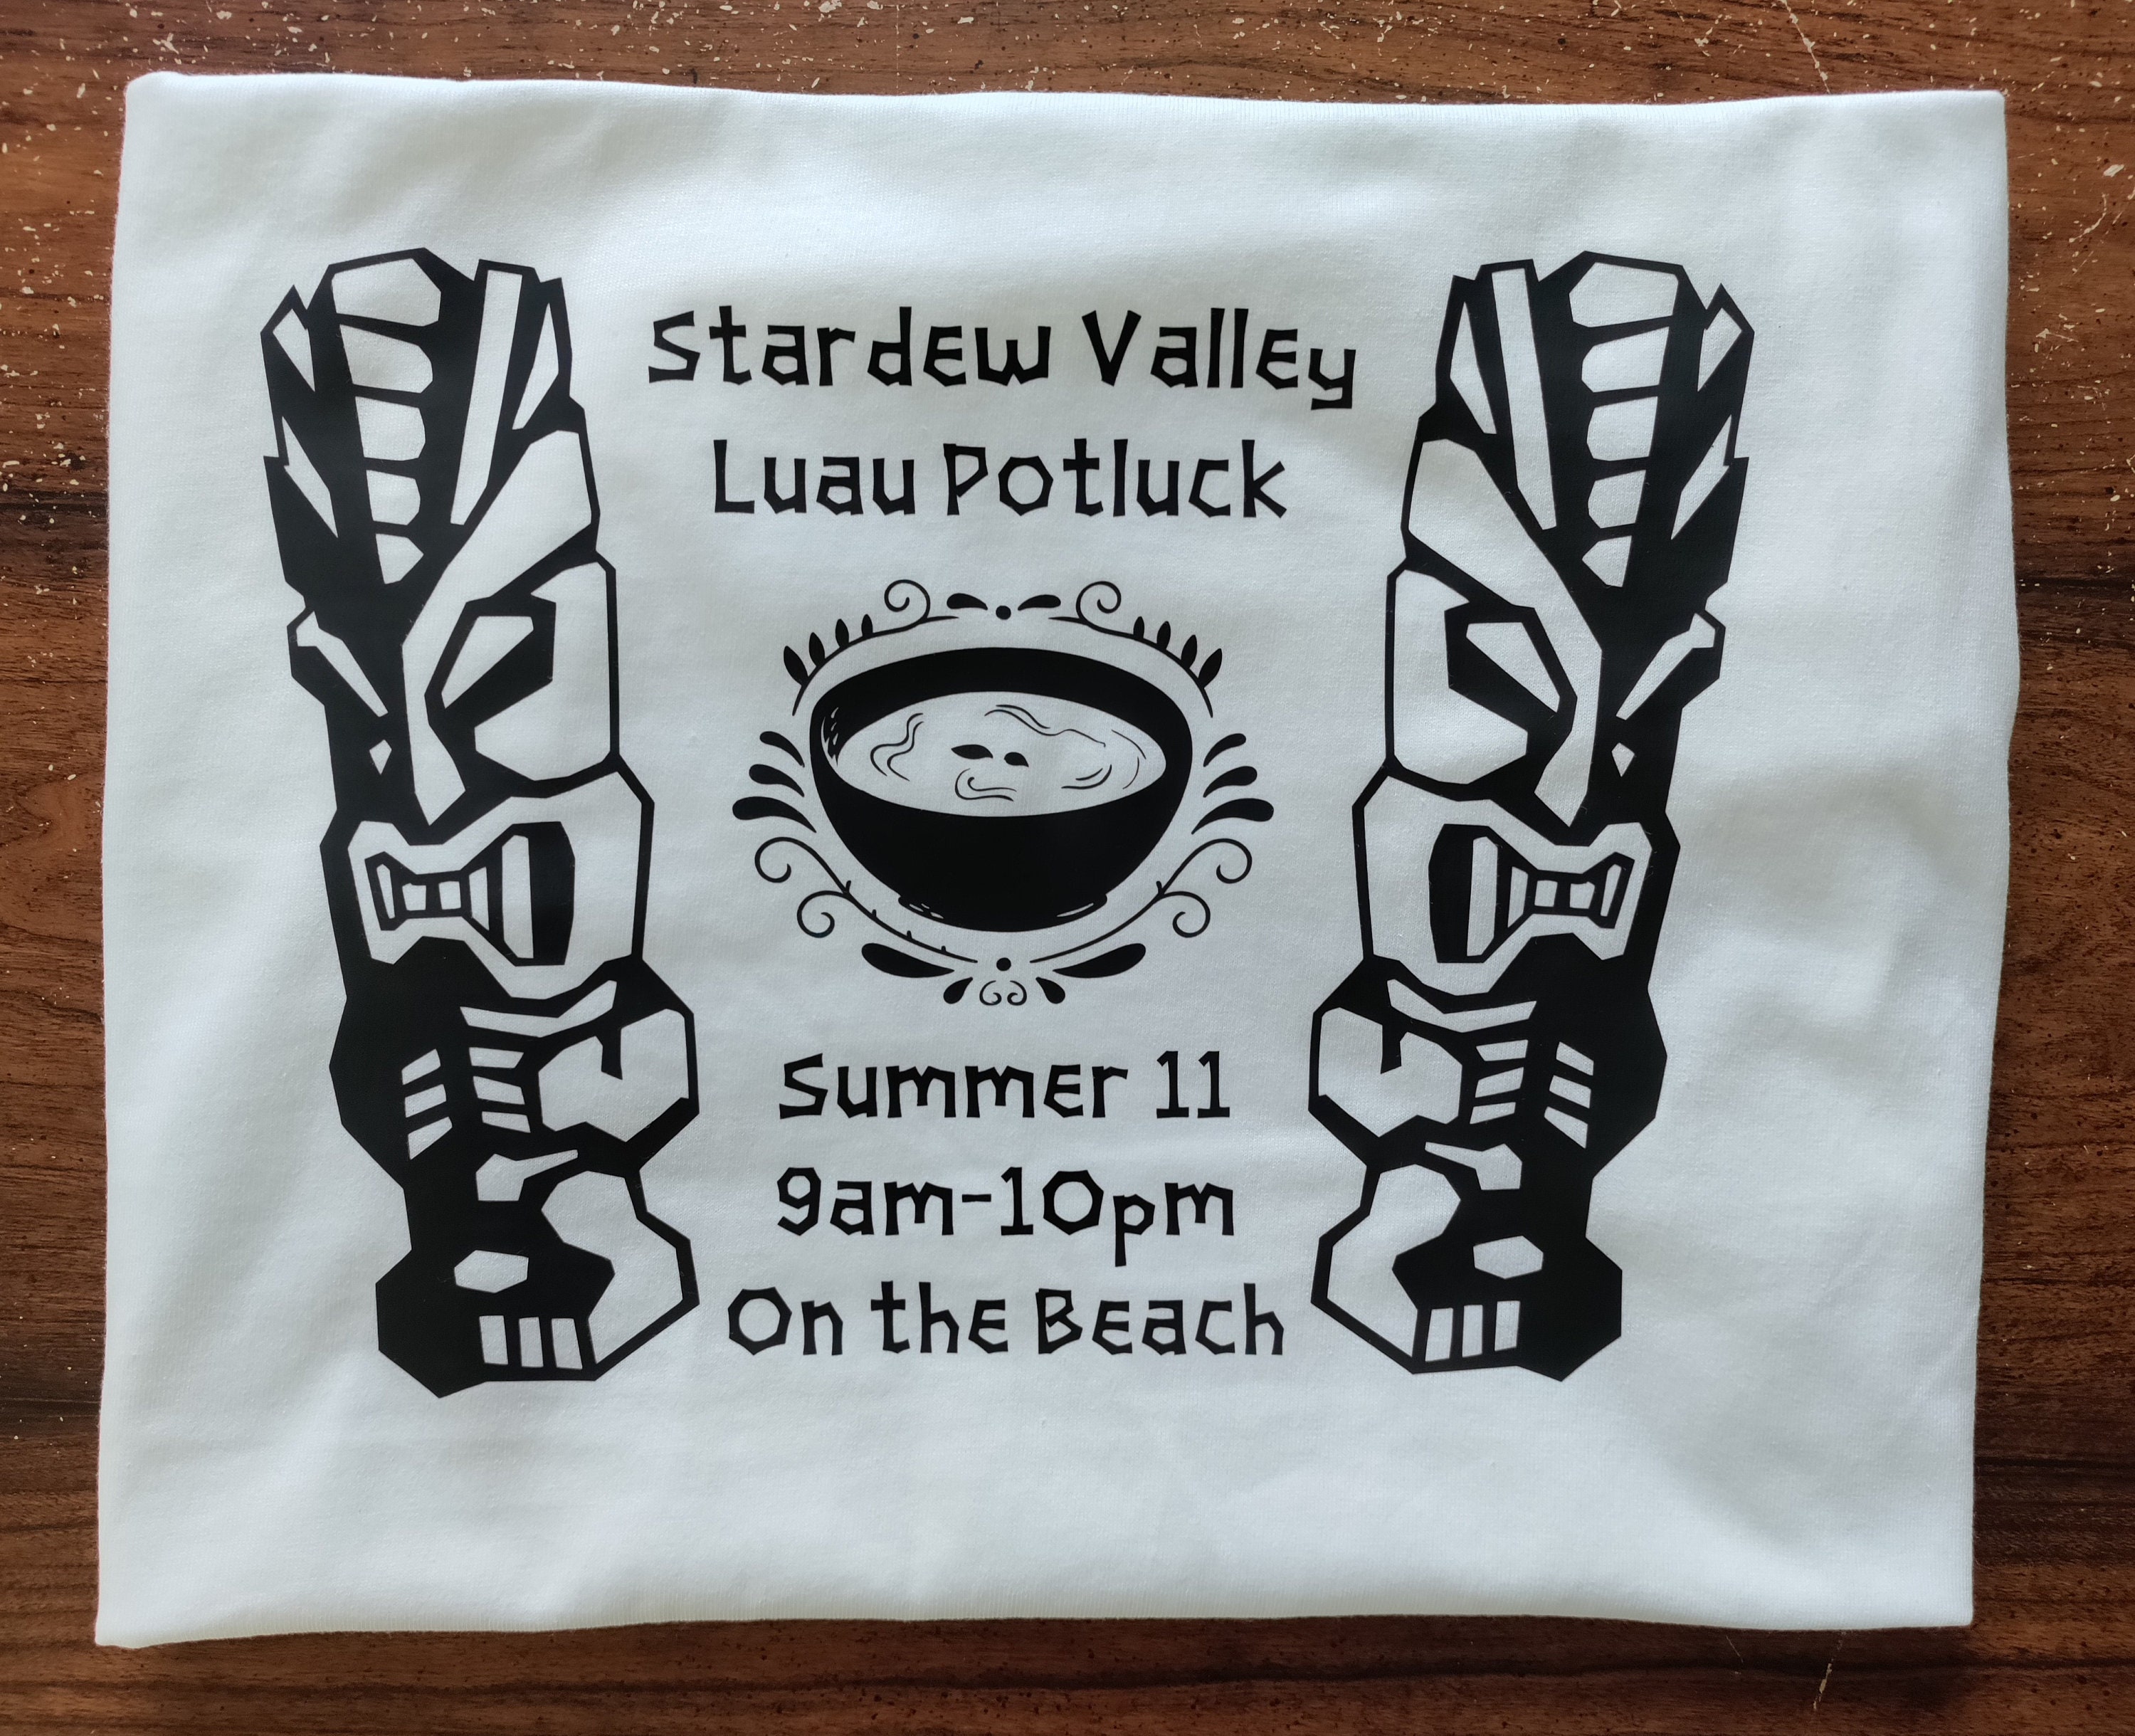 Stardew Valley
Luau Potluck
Summer 11
9am-10pm
On the Beach